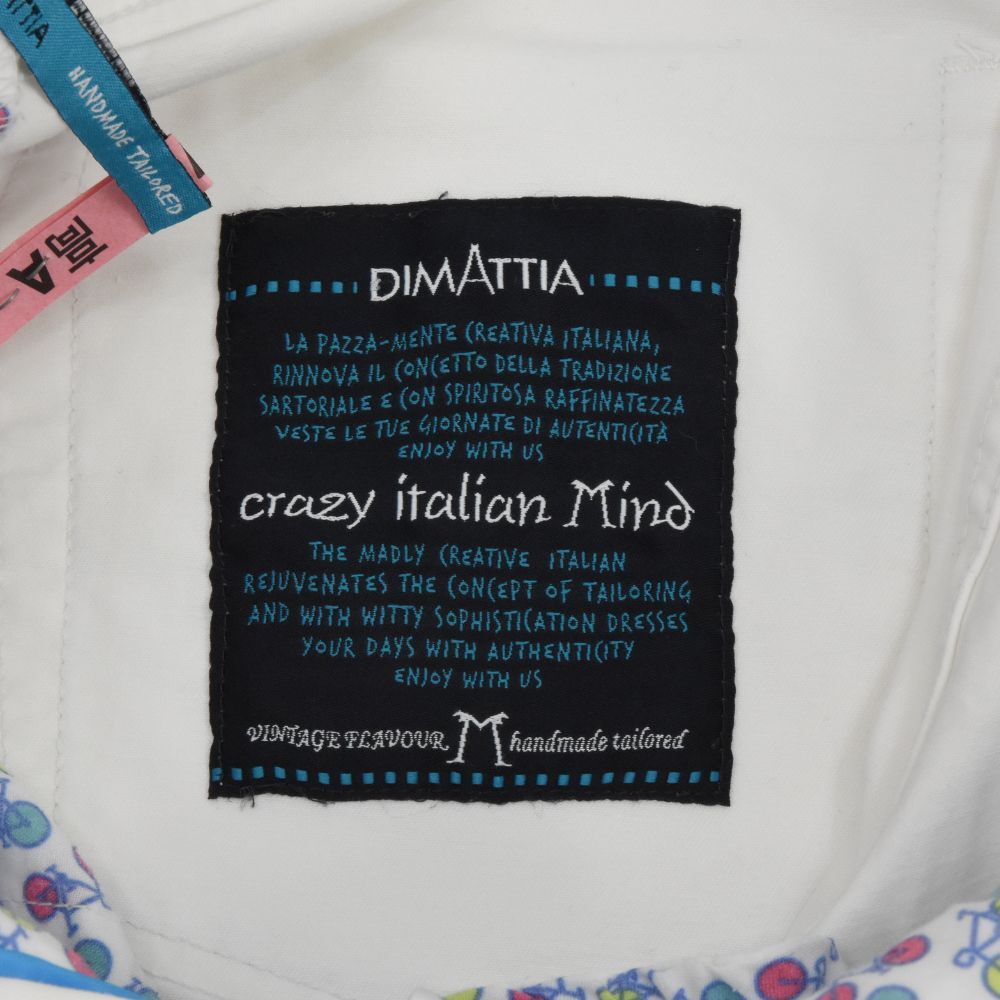 ATTIA
HANDMADE TAILORED
高
A
DIMATTIA
LA PAZZA-MENTE CREATIVA ITALIANA,
RINNOVA IL CONCETTO DELLA TRADIZIONE
SARTORIALE E CON SPIRITOSA RAFFINATEZZA
VESTE LE TUE GIORNATE DI AUTENTICITÀ
ENJOY WITH US
crazy italian Mind
THE MADLY CREATIVE ITALIAN
REJUVENATES THE CONCEPT OF TAILORING
AND WITH WITTY SOPHISTICATION DRESSES
YOUR DAYS WITH AUTHENTICITY
ENJOY WITH US
VINTAGE FLAVOUR M handmade tailored